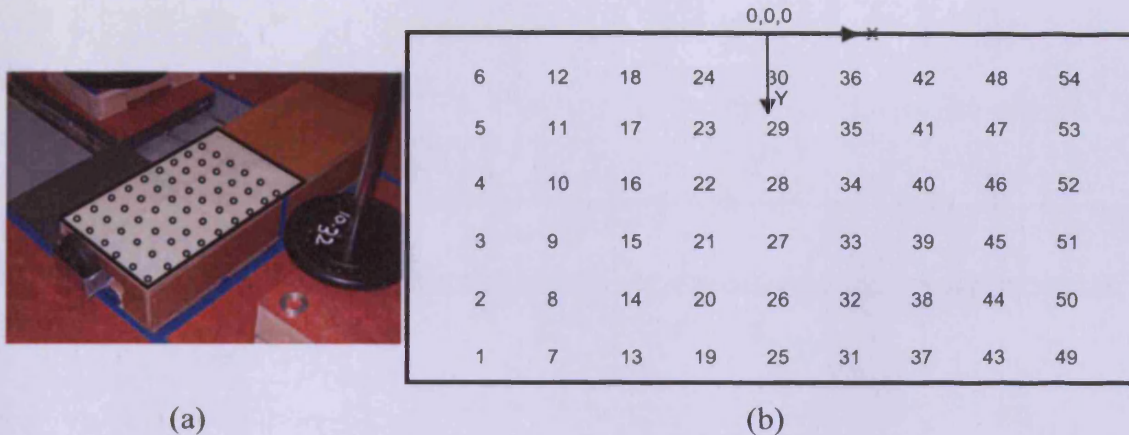 0,0,0
X
6 12 18 24 30 36 42 48 54
Y
5 11 17 23 29 35 41 47 53
4 10 16 22 28 34 40 46 52
3 9 15 21 27 33 39 45 51
2 8 14 20 26 32 38 44 50
1 7 13 19 25 31 37 43 49
10.32
(a) (b)